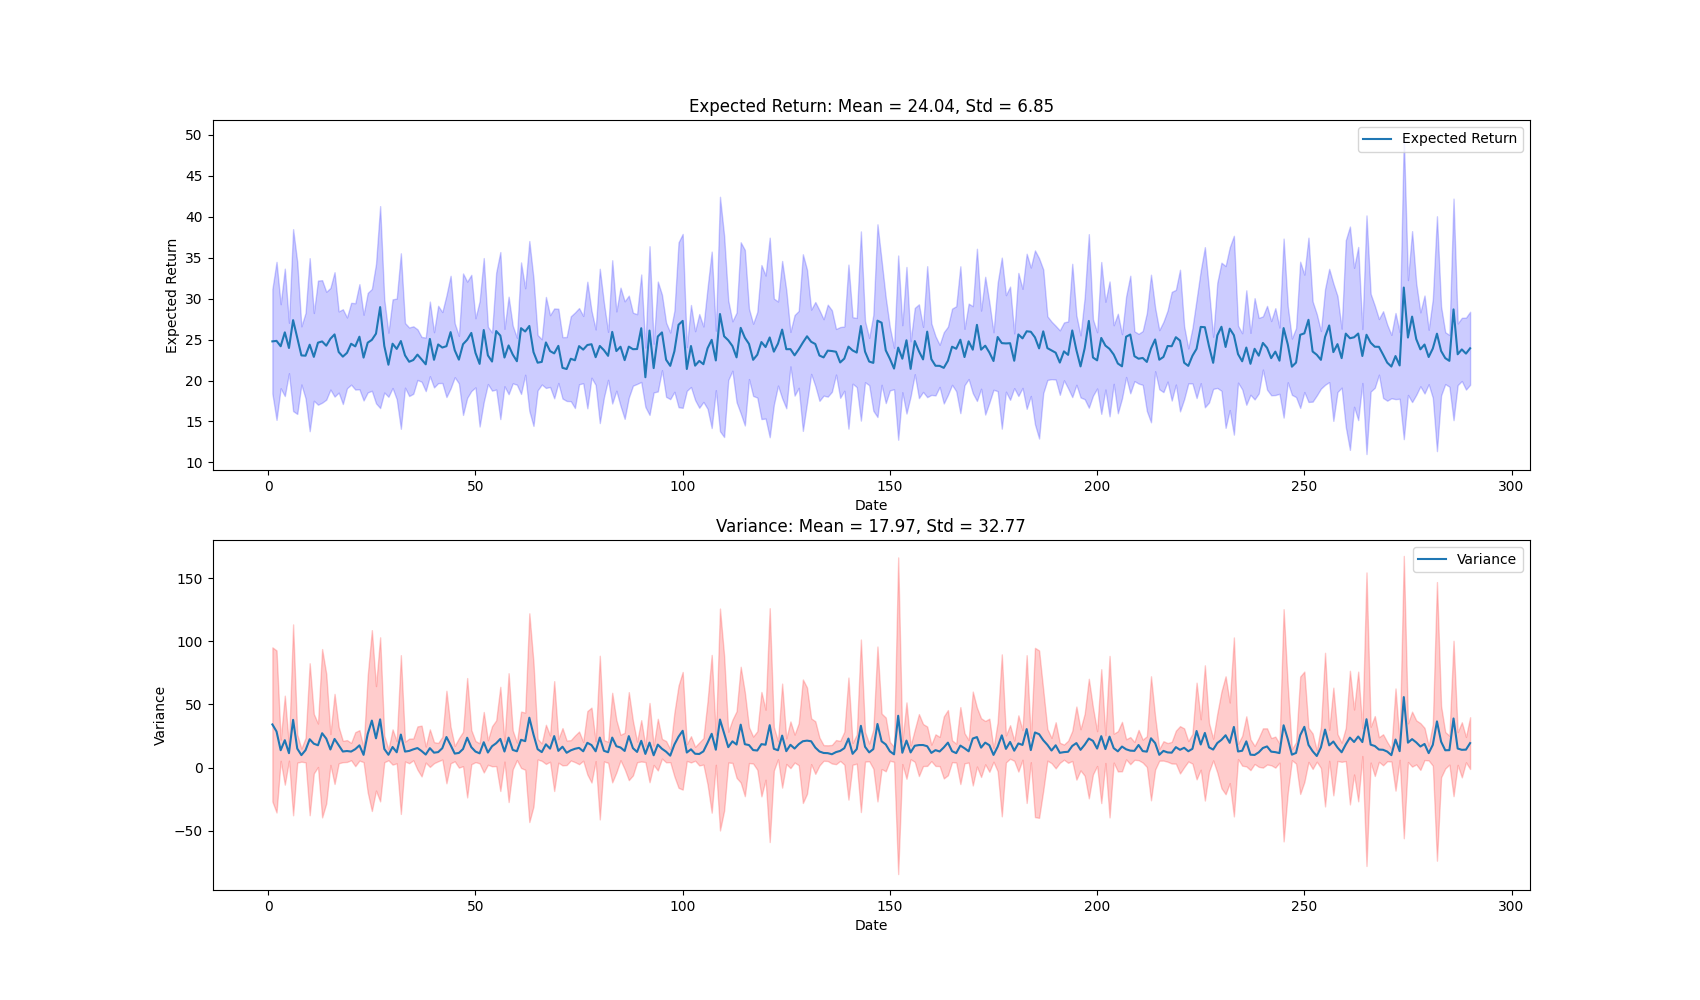 Expected Return: Mean = 24.04, Std = 6.85
Expected Return
50
45
40
35
30
25
20
15
10
Expected Return
0 50 100 150 200 250 300
Date
Variance: Mean = 17.97, Std = 32.77
Variance
150
100
50
0
−50
Variance
0 50 100 150 200 250 300
Date